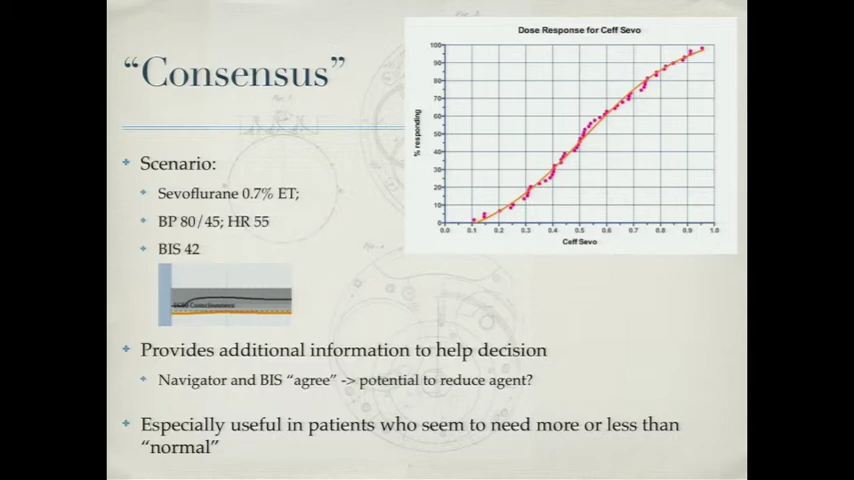 “Consensus”
Dose Response for Ceff Sevo
% responding
100
90
80
70
60
50
40
30
20
10
0
0.0 0.1 0.2 0.3 0.4 0.5 0.6 0.7 0.8 0.9 1.0
Ceff Sevo
Scenario:
Sevoflurane 0.7% ET;
BP 80/45; HR 55
BIS 42
Consciousness
Provides additional information to help decision
Navigator and BIS “agree” -> potential to reduce agent?
Especially useful in patients who seem to need more or less than
“normal”